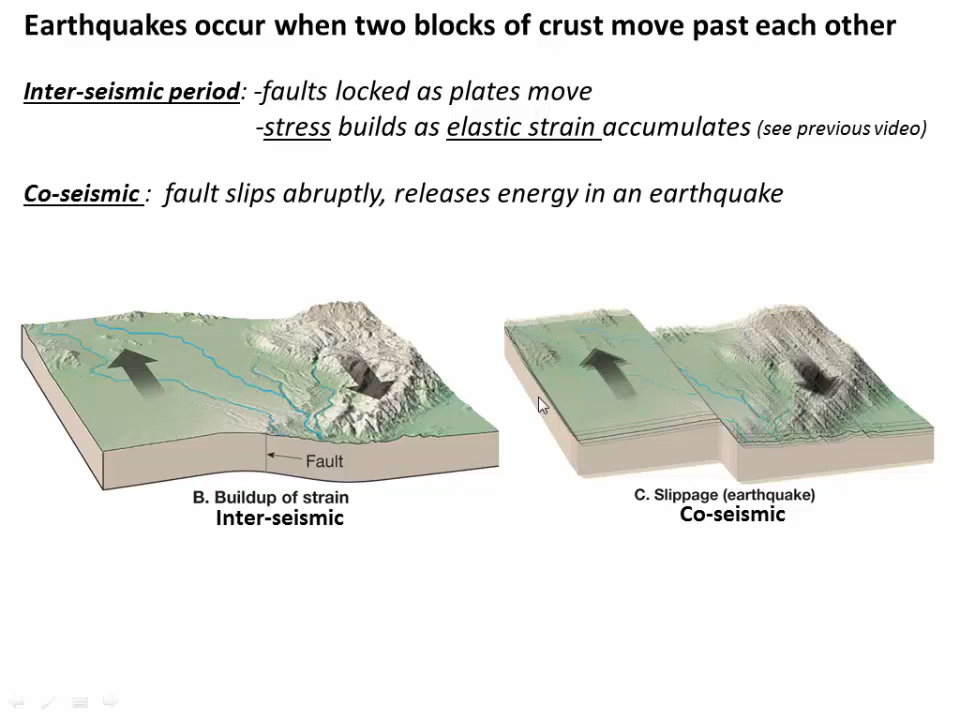 Earthquakes occur when two blocks of crust move past each other
Inter-seismic period: -faults locked as plates move
-stress builds as elastic strain accumulates (see previous video)
Co-seismic : fault slips abruptly, releases energy in an earthquake
Fault
B. Buildup of strain
Inter-seismic
C. Slippage (earthquake)
Co-seismic